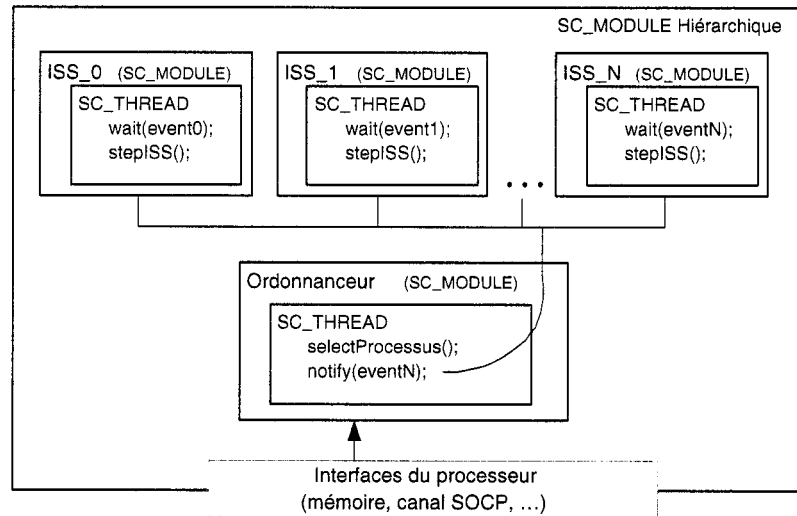 SC_MODULE Hiérarchique
ISS_0 (SC_MODULE)
SC_THREAD
wait(event0);
stepISS();
ISS_1 (SC_MODULE)
SC_THREAD
wait(event1);
stepISS();
...
ISS_N (SC_MODULE)
SC_THREAD
wait(eventN);
stepISS();
Ordonnanceur (SC_MODULE)
SC_THREAD
selectProcessus();
notify(eventN);
Interfaces du processeur
(mémoire, canal SOCP, ...)